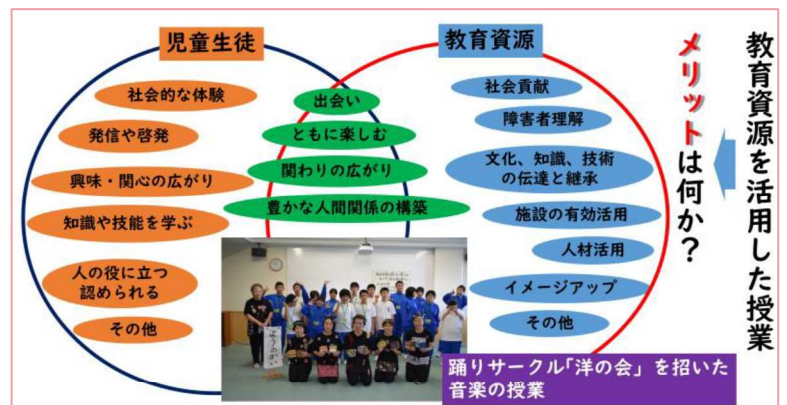 教育資源を活用した授業
メリットは何か？
児童生徒
社会的な体験
発信や啓発
興味・関心の広がり
知識や技能を学ぶ
人の役に立つ
認められる
その他
出会い
ともに楽しむ
関わりの広がり
豊かな人間関係の構築
教育資源
社会貢献
障害者理解
文化、知識、技術
の伝達と継承
施設の有効活用
人材活用
イメージアップ
その他
ようのかい
踊りサークル｢洋の会」を招いた
音楽の授業